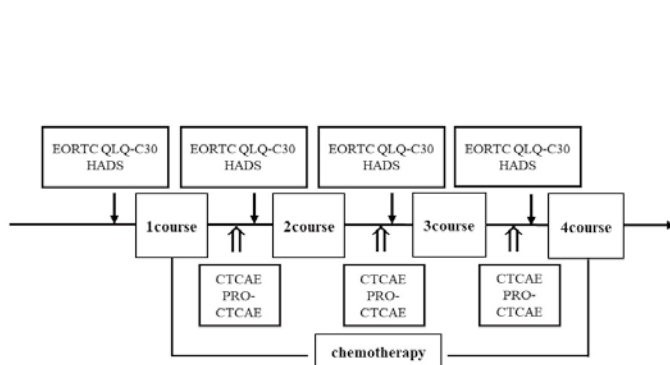 EORTC QLQ-C30
HADS
EORTC QLQ-C30
HADS
EORTC QLQ-C30
HADS
EORTC QLQ-C30
HADS
1course
2course
3course
4course
CTCAE
PRO-
CTCAE
CTCAE
PRO-
CTCAE
CTCAE
PRO-
CTCAE
chemotherapy